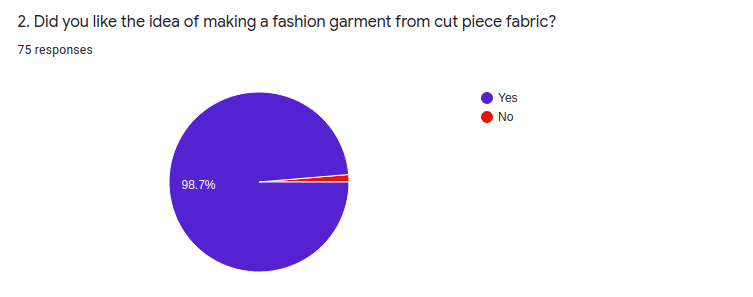 2. Did you like the idea of making a fashion garment from cut piece fabric?
75 responses
Yes
No
98.7%